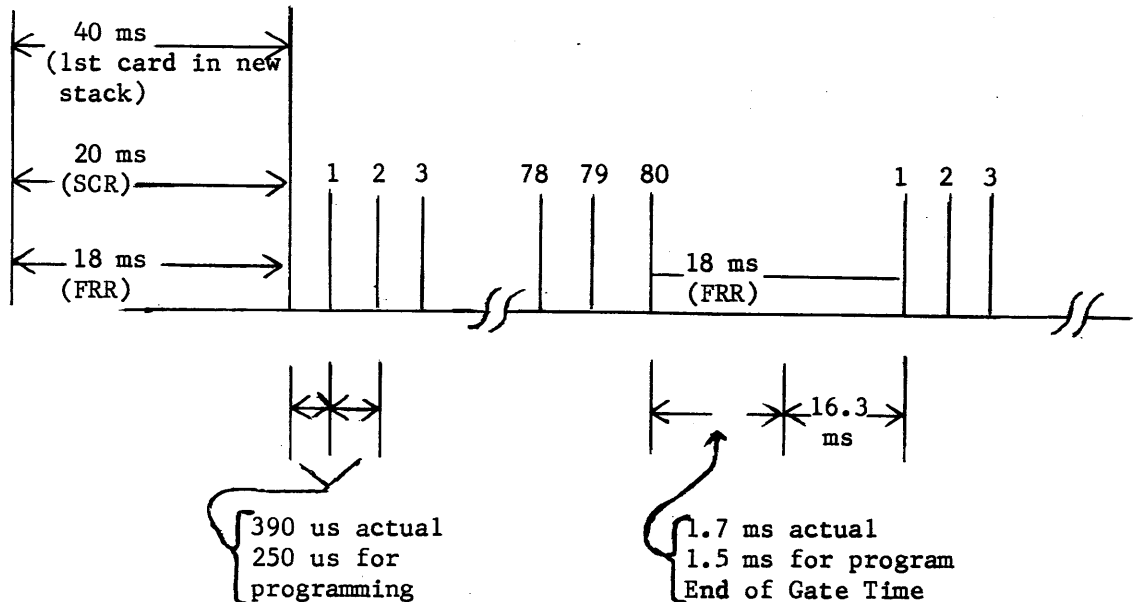 40 ms
(1st card in new
stack)
20 ms
(SCR)
18 ms
(FRR)
1 2 3 78 79 80 1 2 3
18 ms
(FRR)
16.3
ms
390 us actual
250 us for
programming
1.7 ms actual
1.5 ms for program
End of Gate Time